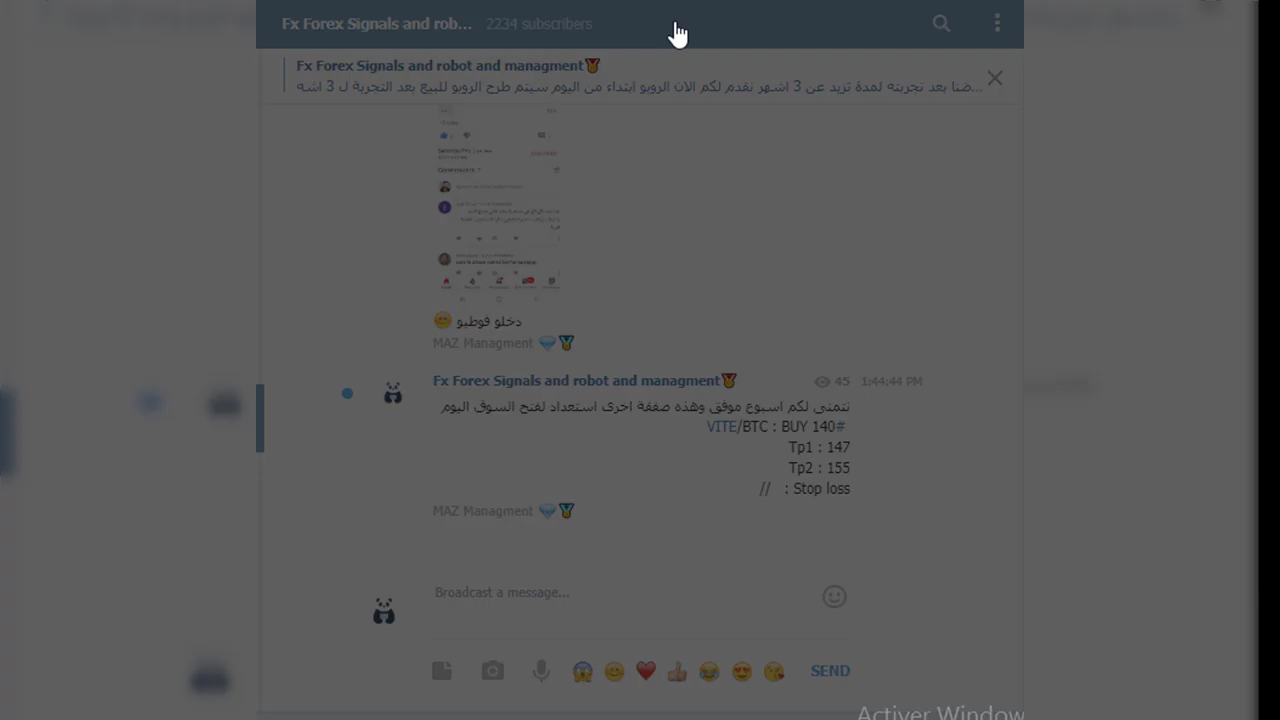 Fx Forex Signals and rob... 2234 subscribers
Fx Forex Signals and robot and managment🏅
...ضنا بعد تجربته لمدة تزيد عن 3 اشهر نقدم لكم الان الروبو ابتداء من اليوم سيتم طرح الروبو للبيع بعد التجربة ل 3 اشه
دخلو فوطيو 😊
MAZ Managment 💎🏅
Fx Forex Signals and robot and managment🏅 45 1:44:44 PM
نتمنى لكم اسبوع موفق وهذه صفقة اخرى استعداد لفتح السوق اليوم
VITE/BTC : BUY 140#
Tp1 : 147
Tp2 : 155
// : Stop loss
MAZ Managment 💎🏅
Broadcast a message...
SEND
Activer Window